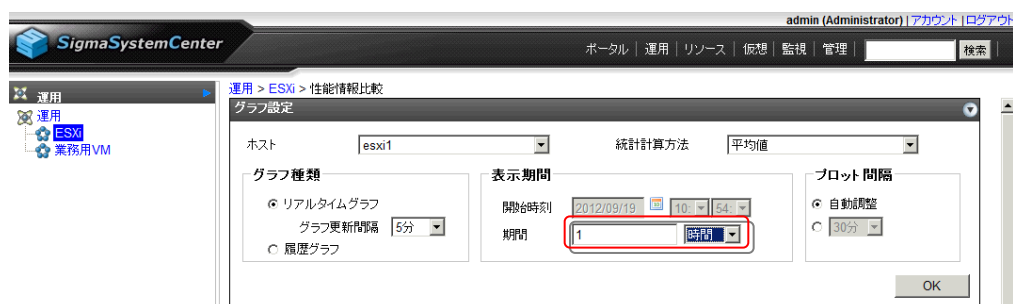 admin (Administrator) | アカウント | ログアウト
SigmaSystemCenter
ポータル | 運用 | リソース | 仮想 | 監視 | 管理 | 検索
運用
運用
ESXi
業務用VM
運用 > ESXi > 性能情報比較
グラフ設定
ホスト esxi1 統計計算方法 平均値
グラフ種類 表示期間 プロット間隔
リアルタイムグラフ 開始時刻 2012/09/19 10: 54: 自動調整
グラフ更新間隔 5分 期間 1 時間 30分
履歴グラフ
OK